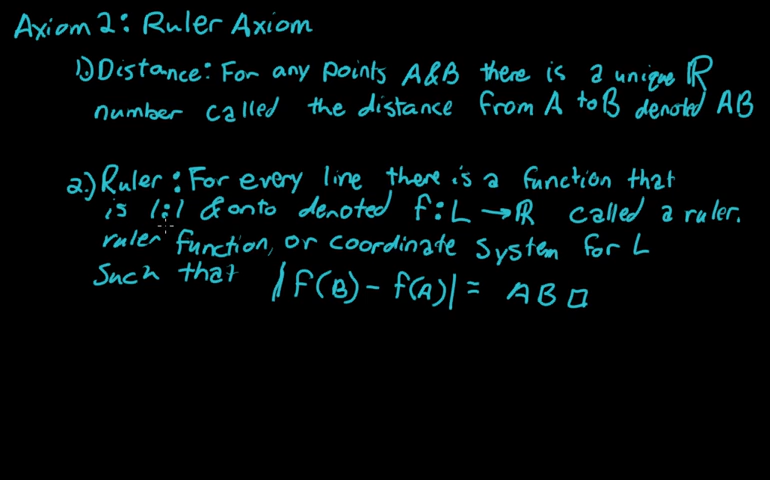 Axiom 2: Ruler Axiom
1) Distance: For any points A & B there is a unique ℝ
number called the distance from A to B denoted AB
2.) Ruler: For every line there is a function that
is 1:1 & onto denoted f: L → ℝ called a ruler.
ruler function, or coordinate system for L
such that |f(B) - f(A)| = AB □